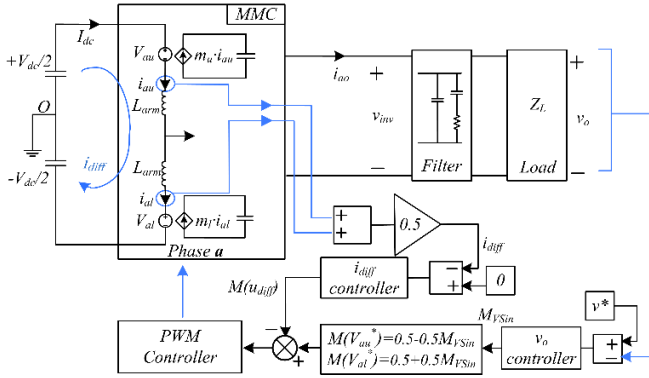 MMC
I_dc
V_au
m_u·i_au
+V_dc/2
i_au
i_ao
+
+
+
L_arm
O
v_inv
Z_L
v_o
L_arm
i_diff
Filter
Load
-V_dc/2
i_al
V_al
m_l·i_al
Phase a
+
+
0.5
i_diff
i_diff
controller
−
+
0
M(u_diff)
v*
M_VSin
PWM
Controller
−
+
M(V_au*)=0.5-0.5M_VSin
M(V_al*)=0.5+0.5M_VSin
v_o
controller
+
−